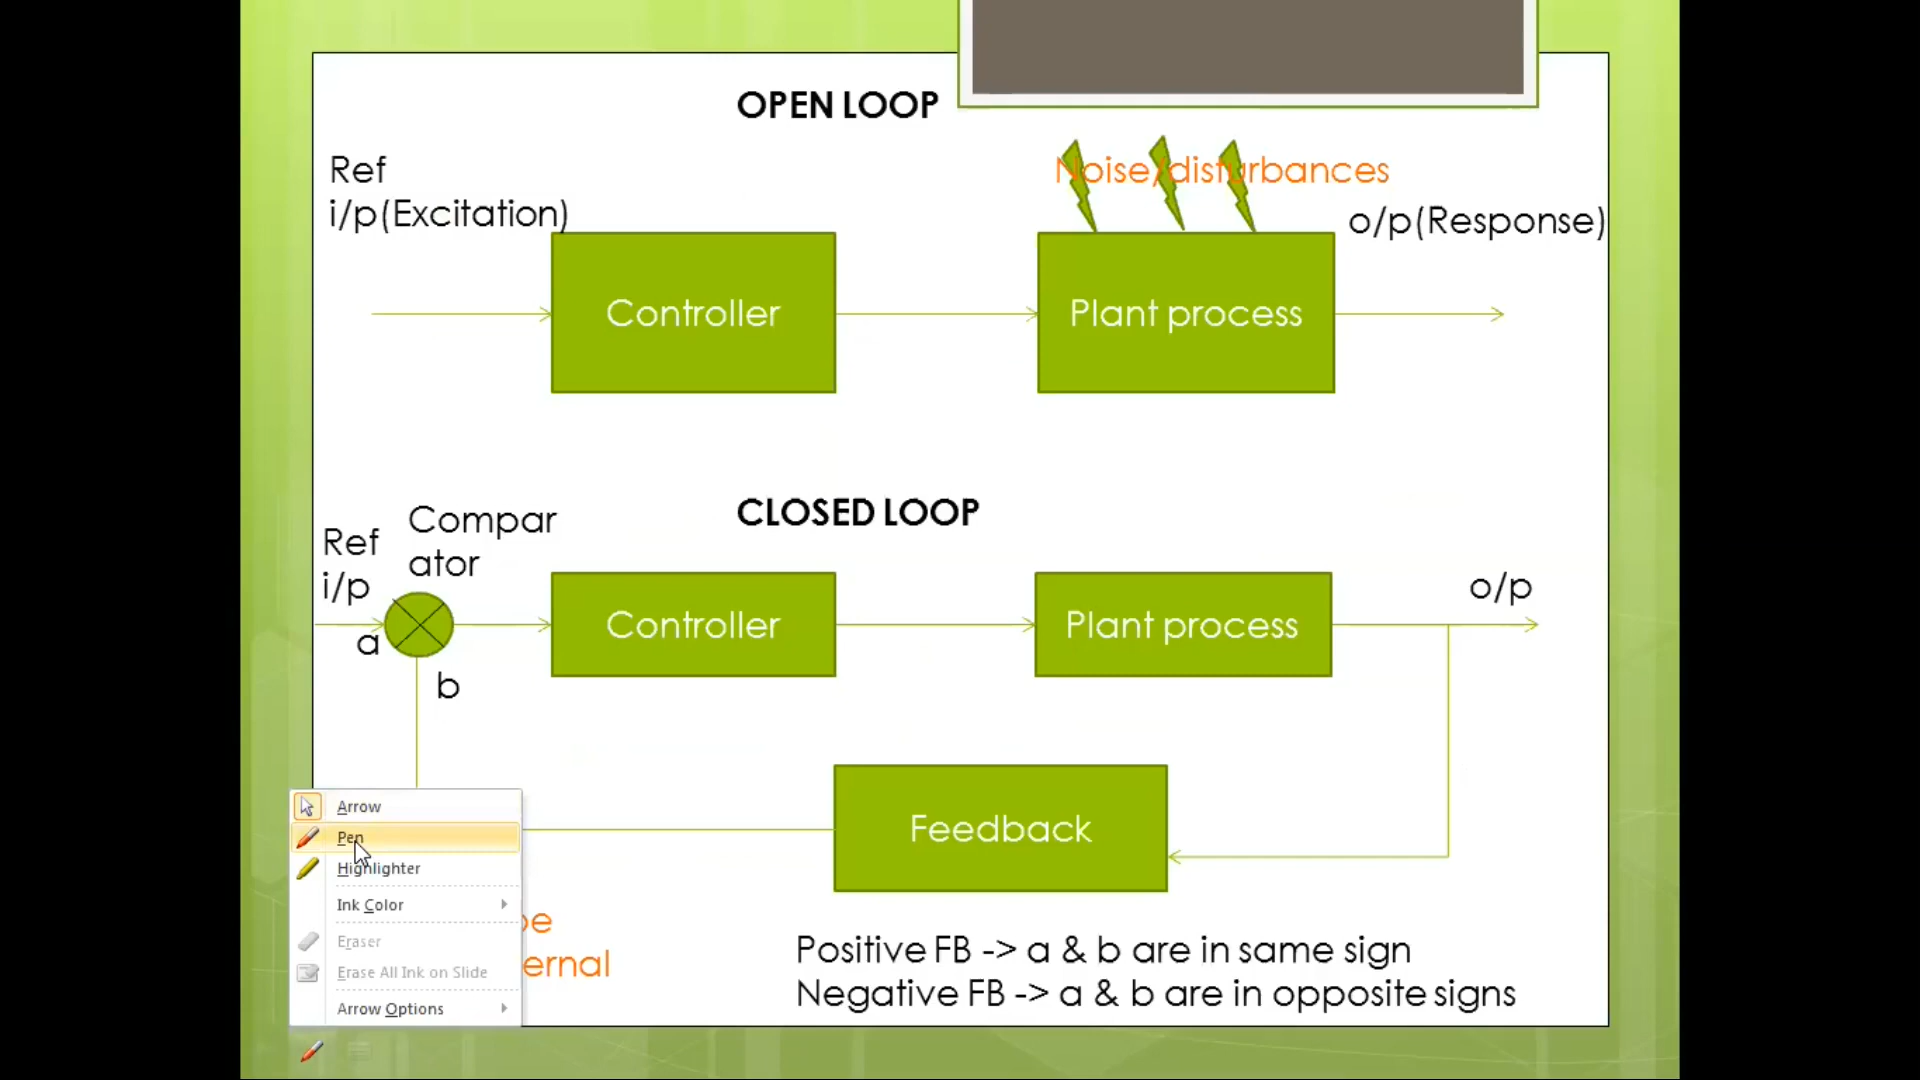 OPEN LOOP
Ref
i/p(Excitation)
Noise/disturbances
o/p(Response)
Controller
Plant process
CLOSED LOOP
Compar
ator
Ref
i/p
a
b
Controller
Plant process
o/p
Feedback
Arrow
Pen
Highlighter
Ink Color
Eraser
Erase All Ink on Slide
Arrow Options
Positive FB -> a & b are in same sign
Negative FB -> a & b are in opposite signs